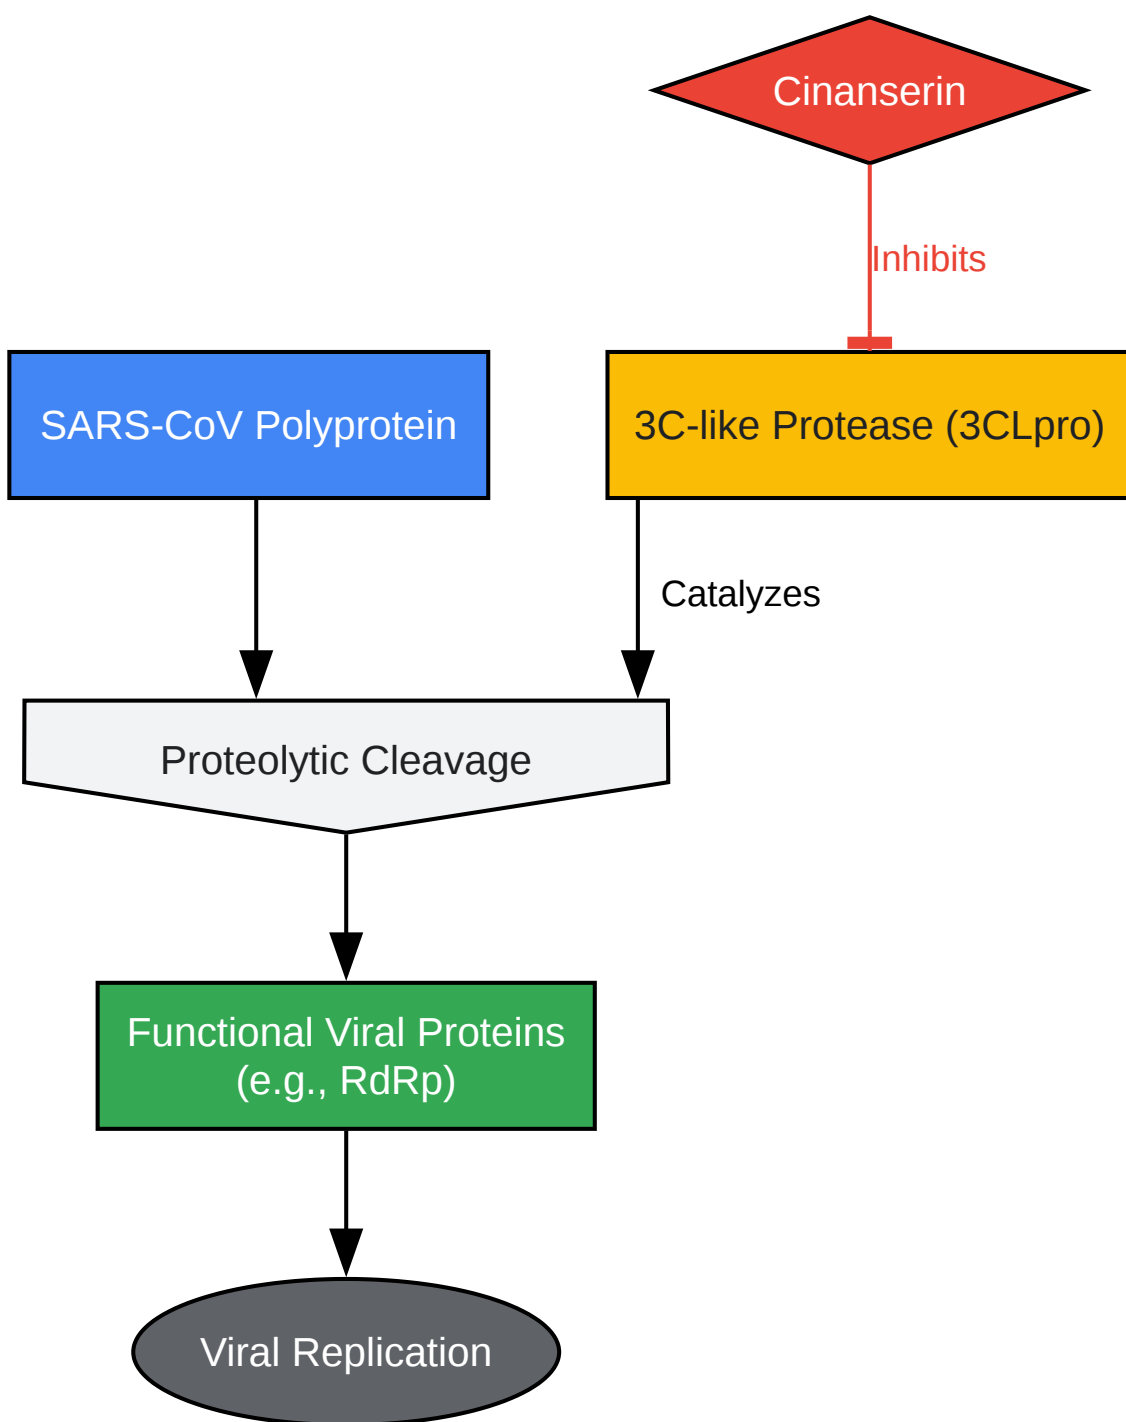 Cinanserin
Inhibits
SARS-CoV Polyprotein
3C-like Protease (3CLpro)
Catalyzes
Proteolytic Cleavage
Functional Viral Proteins
(e.g., RdRp)
Viral Replication